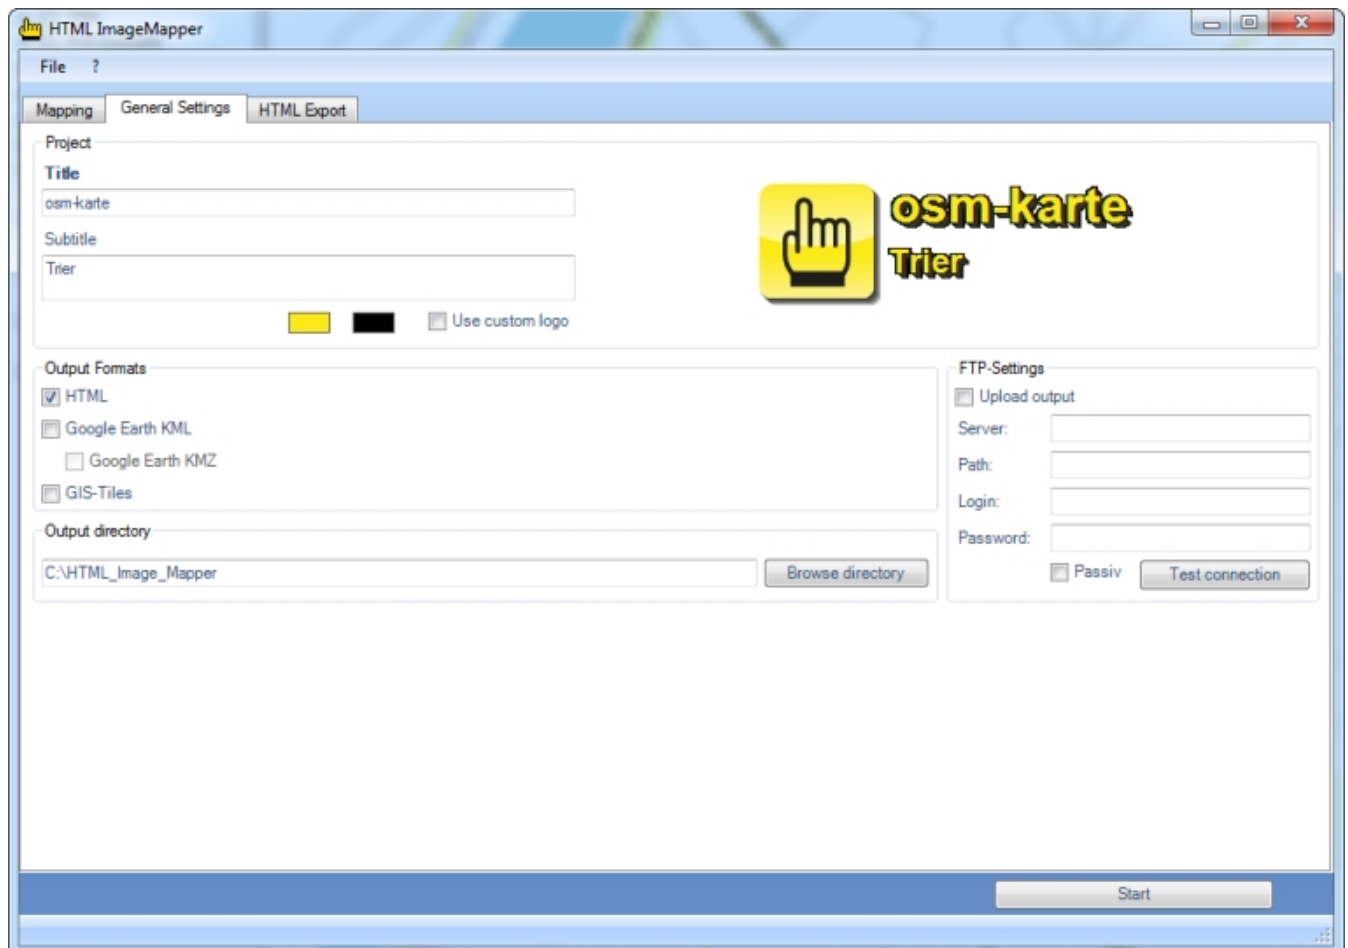 HTML ImageMapper
File ?
Mapping General Settings HTML Export
Project
Title
osm-karte
Subtitle
Trier
Use custom logo
osm-karte
Trier
Output Formats
HTML
Google Earth KML
Google Earth KMZ
GIS-Tiles
Output directory
C:\HTML_Image_Mapper Browse directory
FTP-Settings
Upload output
Server:
Path:
Login:
Password:
Passiv Test connection
Start